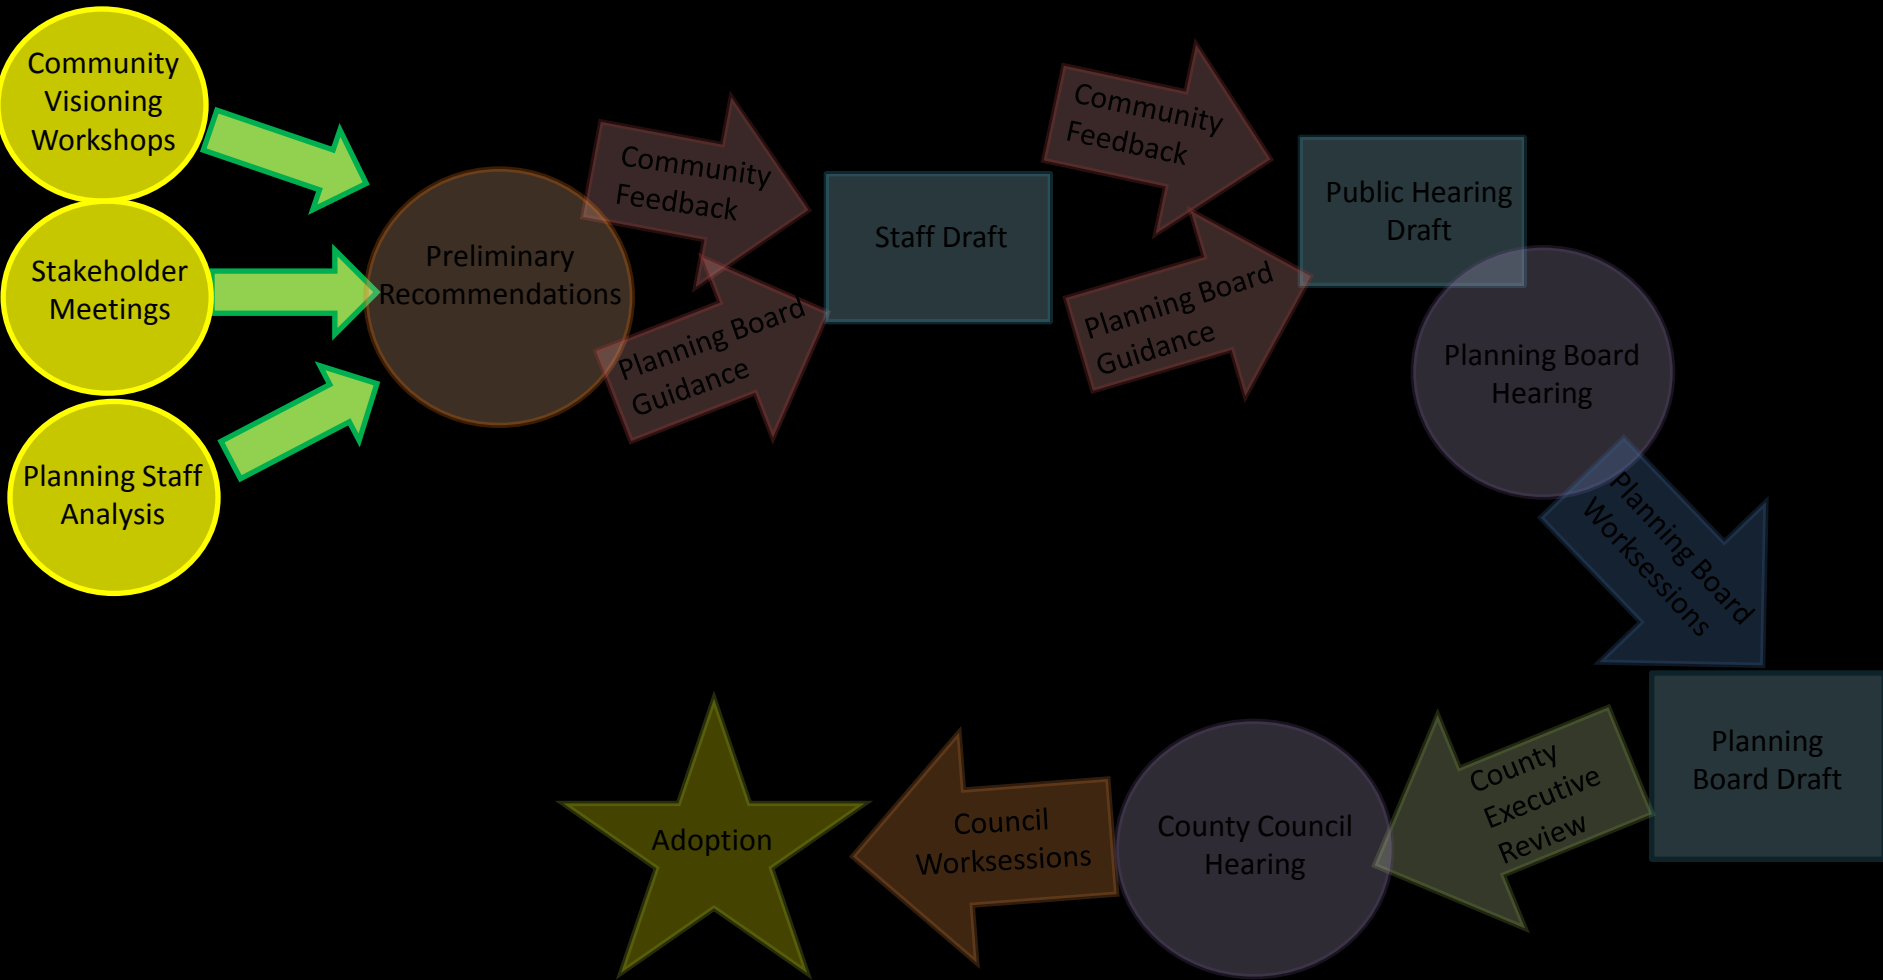 Community
Visioning
Workshops
Stakeholder
Meetings
Planning Staff
Analysis
Preliminary
Recommendations
Community
Feedback
Planning Board
Guidance
Staff Draft
Community
Feedback
Planning Board
Guidance
Public Hearing
Draft
Planning Board
Hearing
Planning Board
Worksessions
Planning
Board Draft
County
Executive
Review
County Council
Hearing
Council
Worksessions
Adoption